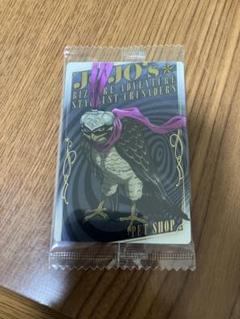 JOJO's
BIZARRE ADVENTURE
STARDUST CRUSADERS
PET SHOP